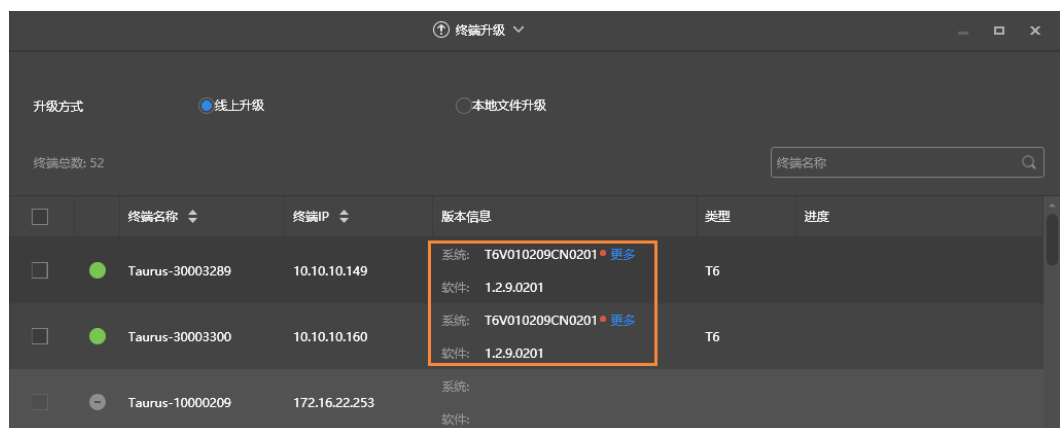 终端升级
升级方式 线上升级 本地文件升级
终端总数: 52 终端名称
终端名称 终端IP 版本信息 类型 进度
系统: T6V010209CN0201 更多
Taurus-30003289 10.10.10.149 T6
软件: 1.2.9.0201
系统: T6V010209CN0201 更多
Taurus-30003300 10.10.10.160 T6
软件: 1.2.9.0201
系统:
Taurus-10000209 172.16.22.253
软件: